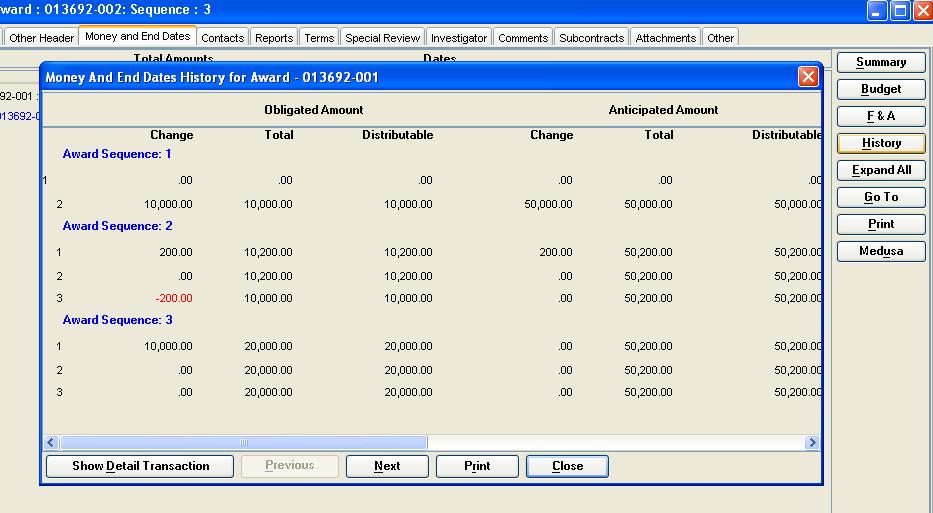 ward : 013692-002: Sequence : 3
Other Header Money and End Dates Contacts Reports Terms Special Review Investigator Comments Subcontracts Attachments Other
Total Amounts Dates
Summary
Budget
F & A
History
Expand All
Go To
Print
Medusa
92-001 :
013692-0
Money And End Dates History for Award - 013692-001
Obligated Amount Anticipated Amount
Change Total Distributable Change Total Distributable
Award Sequence: 1
1 .00 .00 .00 .00 .00 .00
2 10,000.00 10,000.00 10,000.00 50,000.00 50,000.00 50,000.00
Award Sequence: 2
1 200.00 10,200.00 10,200.00 200.00 50,200.00 50,200.00
2 .00 10,200.00 10,200.00 .00 50,200.00 50,200.00
3 -200.00 10,000.00 10,000.00 .00 50,200.00 50,200.00
Award Sequence: 3
1 10,000.00 20,000.00 20,000.00 .00 50,200.00 50,200.00
2 .00 20,000.00 20,000.00 .00 50,200.00 50,200.00
3 .00 20,000.00 20,000.00 .00 50,200.00 50,200.00
Show Detail Transaction Previous Next Print Close